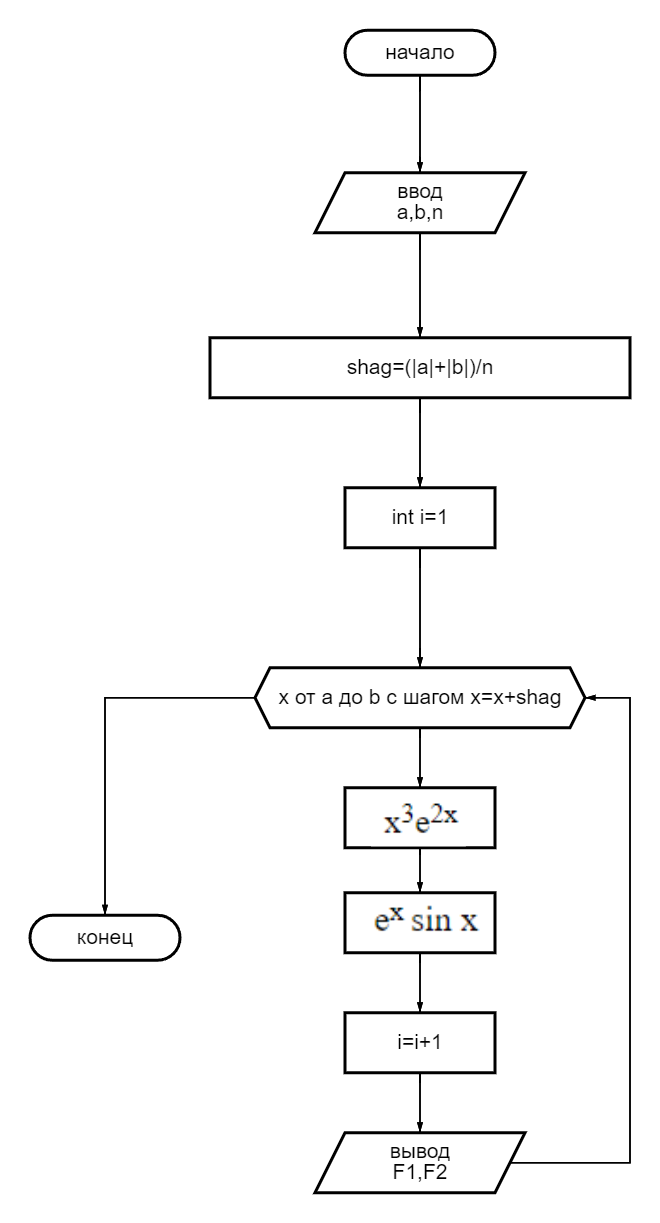 начало
ввод
a,b,n
shag=(|a|+|b|)/n
int i=1
x от a до b с шагом x=x+shag
x³e²ˣ
eˣ sin x
конец
i=i+1
вывод
F1,F2